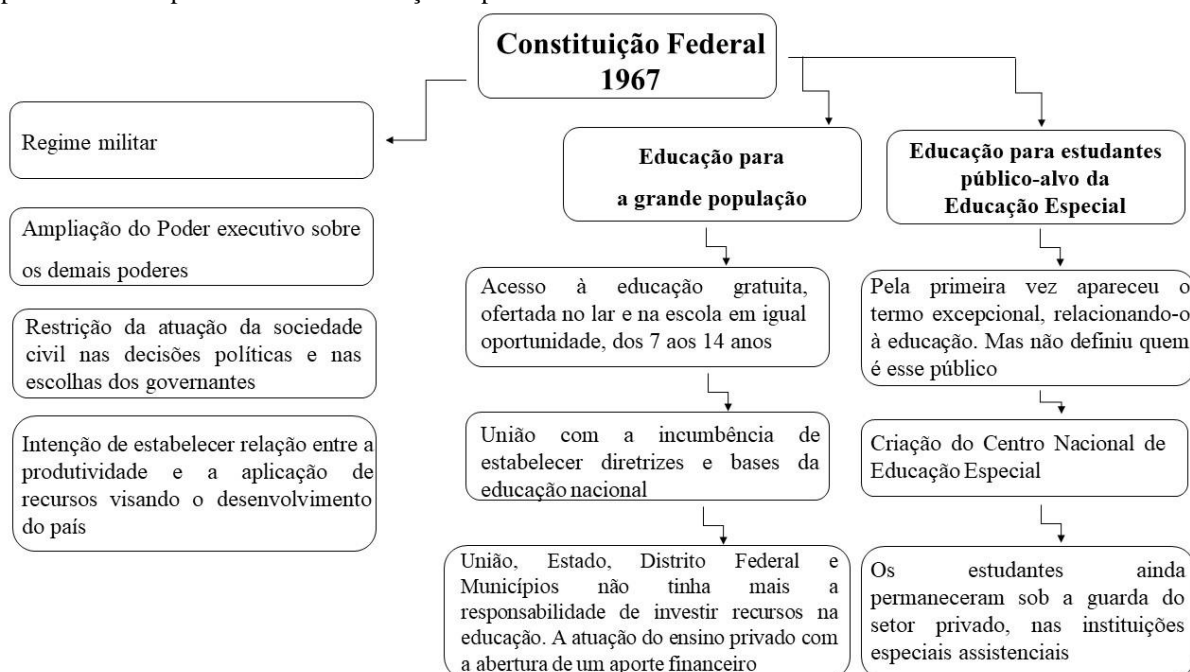 Constituição Federal
1967
Regime militar
Ampliação do Poder executivo sobre
os demais poderes
Restrição da atuação da sociedade
civil nas decisões políticas e nas
escolhas dos governantes
Intenção de estabelecer relação entre a
produtividade e a aplicação de
recursos visando o desenvolvimento
do país
Educação para
a grande população
Acesso à educação gratuita,
ofertada no lar e na escola em igual
oportunidade, dos 7 aos 14 anos
União com a incumbência de
estabelecer diretrizes e bases da
educação nacional
União, Estado, Distrito Federal e
Municípios não tinha mais a
responsabilidade de investir recursos na
educação. A atuação do ensino privado com
a abertura de um aporte financeiro
Educação para estudantes
público-alvo da
Educação Especial
Pela primeira vez apareceu o
termo excepcional, relacionando-o
à educação. Mas não definiu quem
é esse público
Criação do Centro Nacional de
Educação Especial
Os estudantes ainda
permaneceram sob a guarda do
setor privado, nas instituições
especiais assistenciais